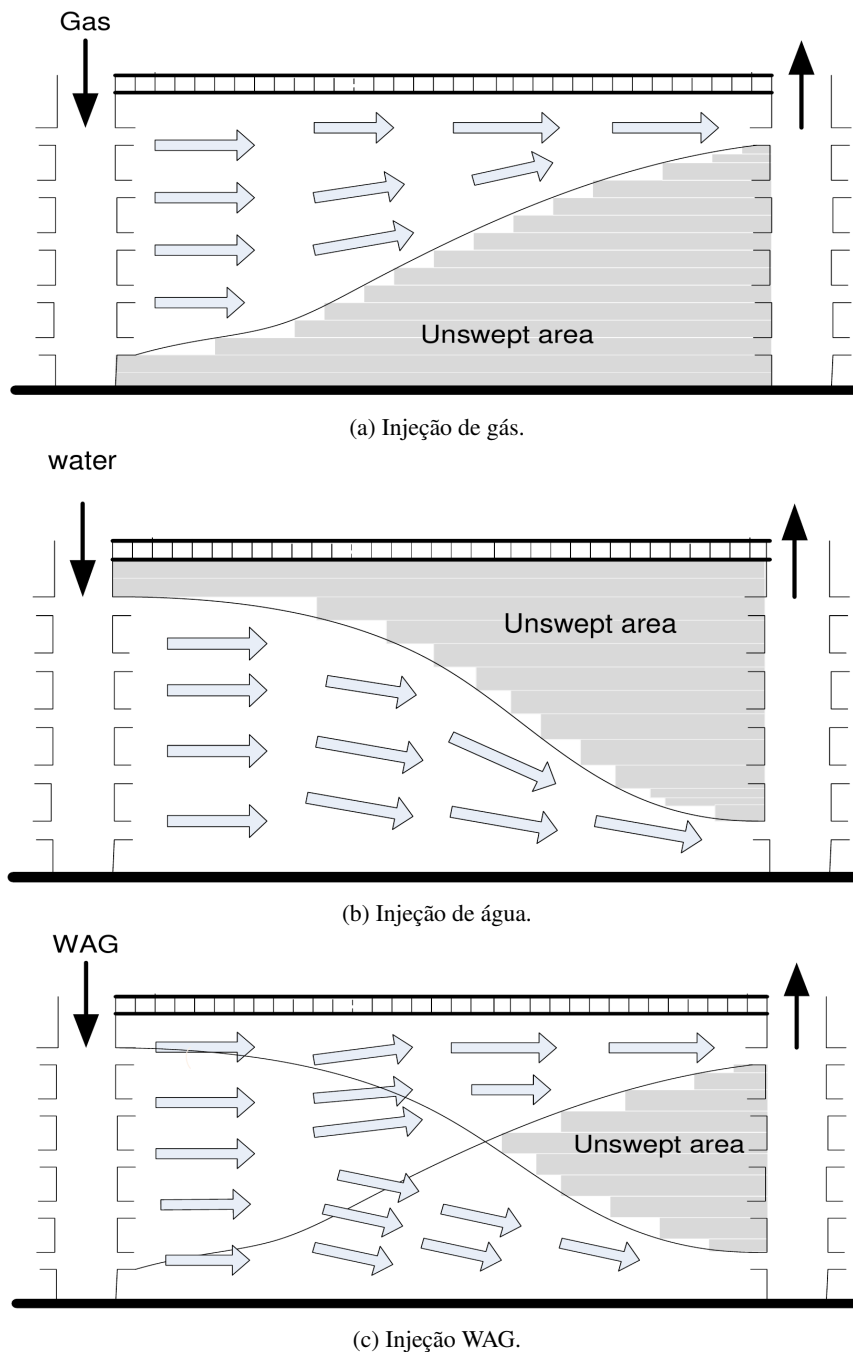 Gas
Unswept area
(a) Injeção de gás.
water
Unswept area
(b) Injeção de água.
WAG
Unswept area
(c) Injeção WAG.